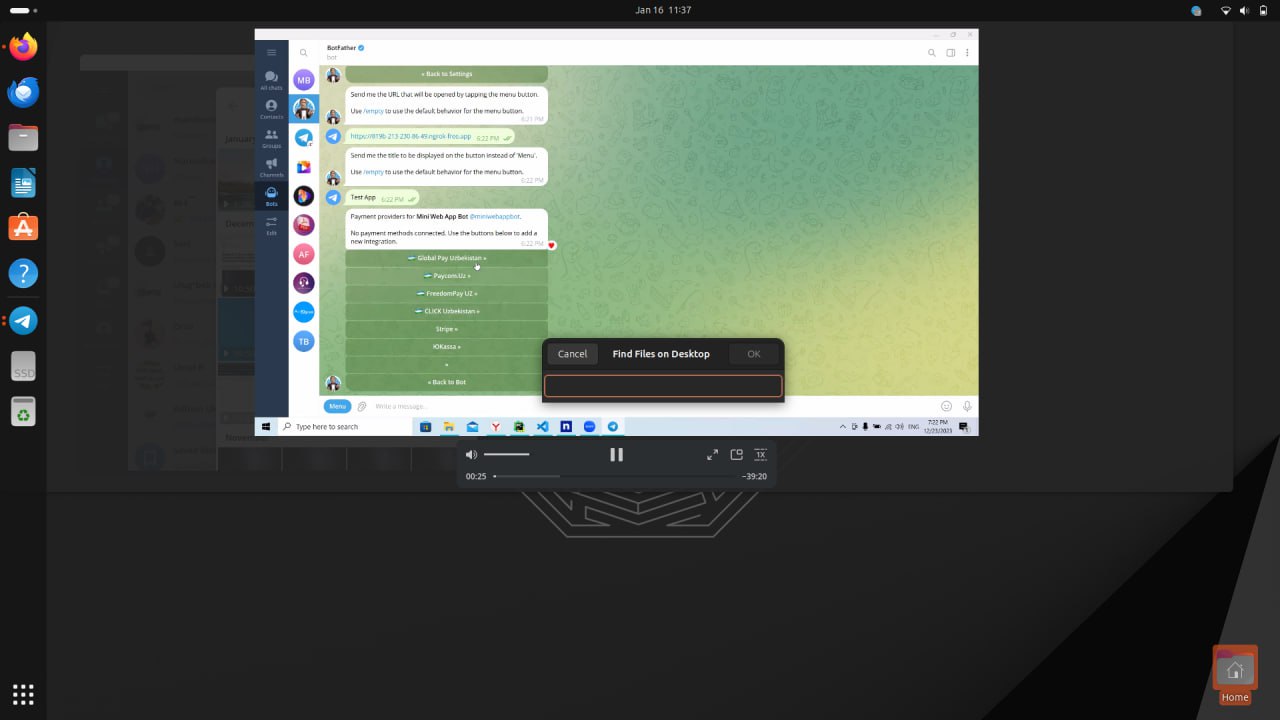 Jan 16 11:37
BotFather
bot
MB
All chats
Contacts
Groups
Channels
Bots
Edit
AF
TB
« Back to Settings
Send me the URL that will be opened by tapping the menu button.
Use /empty to use the default behavior for the menu button.
6:21 PM
https://819b-213-230-86-49.ngrok-free.app 6:22 PM
Send me the title to be displayed on the button instead of 'Menu'.
Use /empty to use the default behavior for the menu button.
6:22 PM
Test App 6:22 PM
Payment providers for Mini Web App Bot @miniwebappbot.
No payment methods connected. Use the buttons below to add a
new integration.
6:22 PM
Global Pay Uzbekistan »
Paycom.Uz »
FreedomPay UZ »
CLICK Uzbekistan »
Stripe »
ЮKassa »
»
« Back to Bot
Menu
Write a message...
Cancel
Find Files on Desktop
OK
Type here to search
ENG
7:22 PM
12/23/2023
1X
00:25
−39:20
SSD
Home